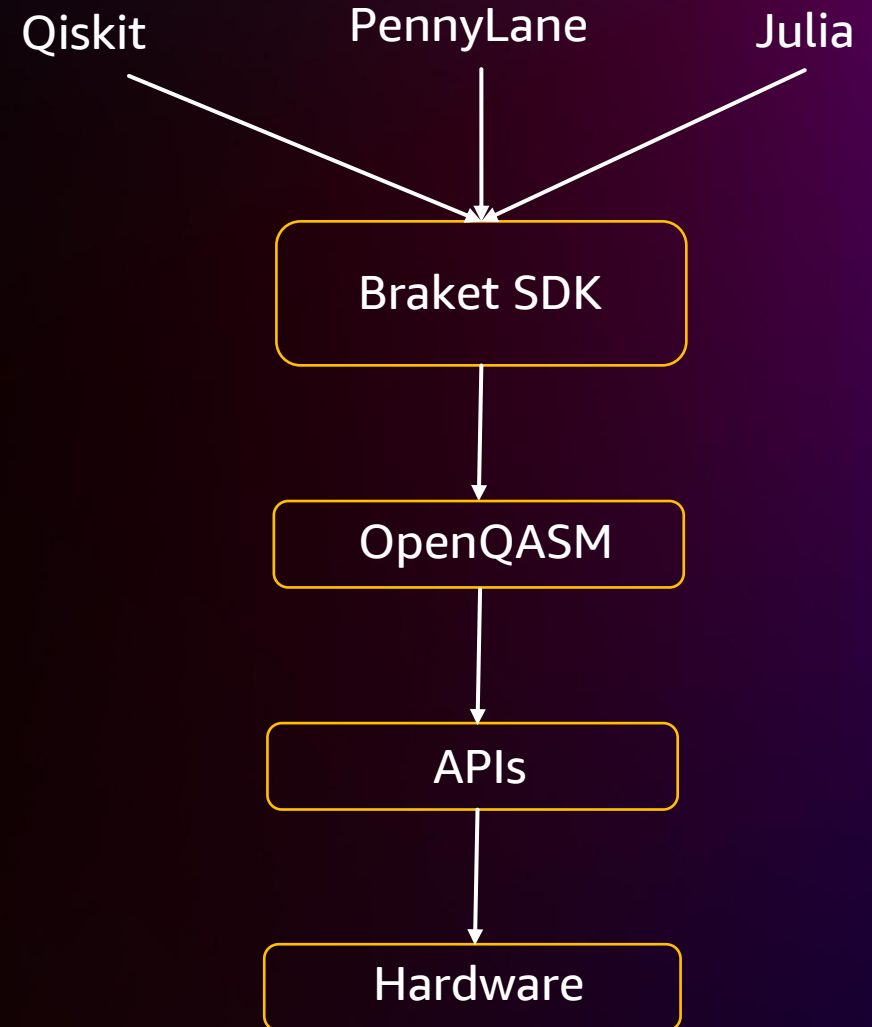 Qiskit
PennyLane
Julia
Braket SDK
OpenQASM
APIs
Hardware